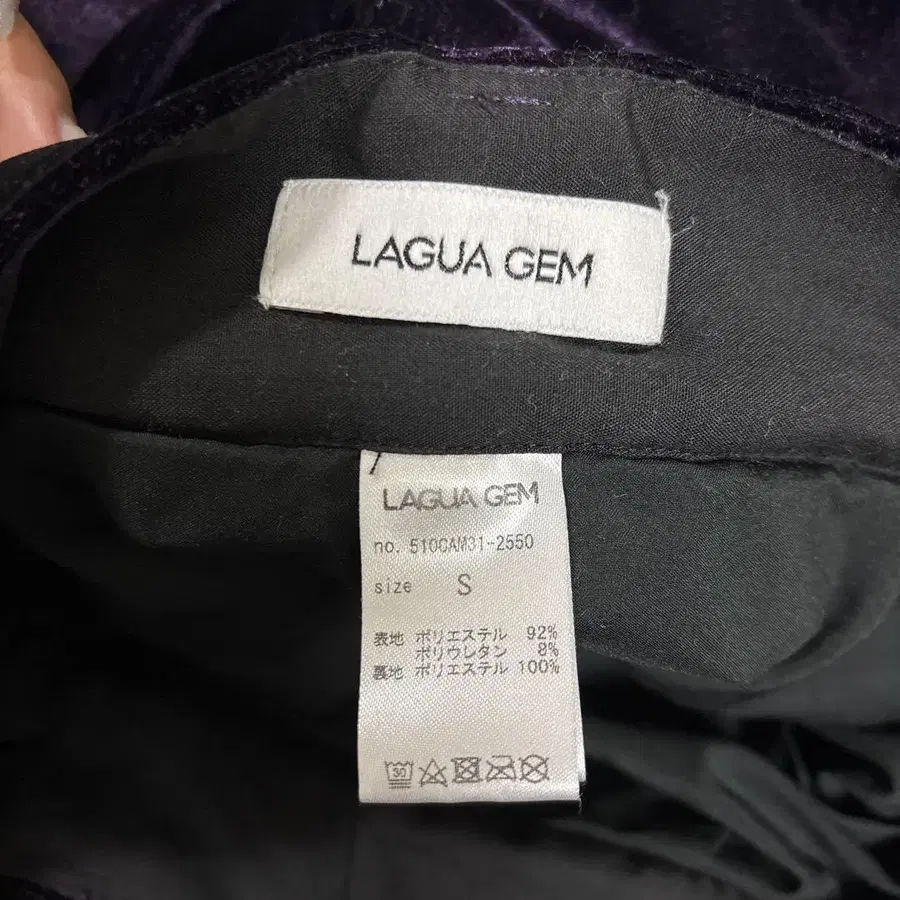 LAGUA GEM
LAGUA GEM
no. 510CAM31-2550
size S
表地 ポリエステル 92%
ポリウレタン 8%
裏地 ポリエステル 100%
30